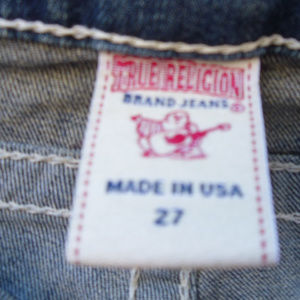 TRUE RELIGION
BRAND JEANS®
MADE IN USA
27